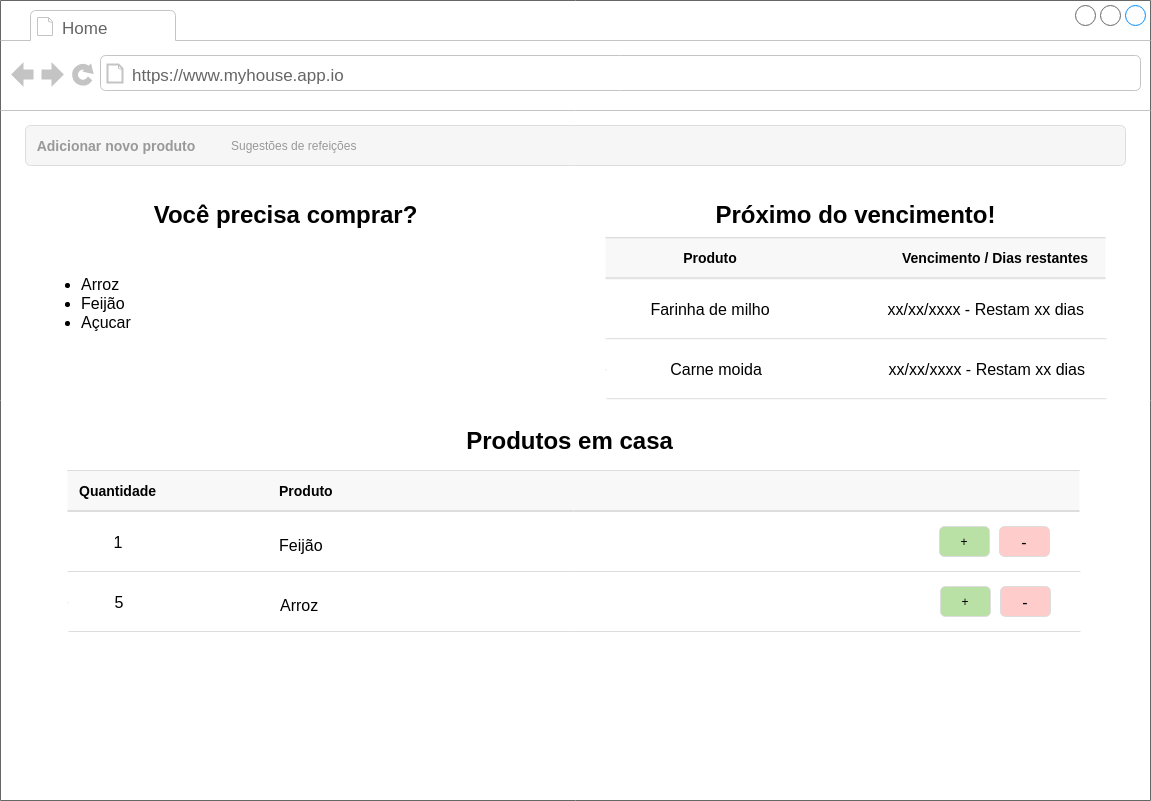 Home
https://www.myhouse.app.io
Adicionar novo produto Sugestões de refeições
Você precisa comprar?
Arroz
Feijão
Açucar
Próximo do vencimento!
Produto Vencimento / Dias restantes
Farinha de milho xx/xx/xxxx - Restam xx dias
Carne moida xx/xx/xxxx - Restam xx dias
Produtos em casa
Quantidade Produto
1 Feijão + -
5 Arroz + -